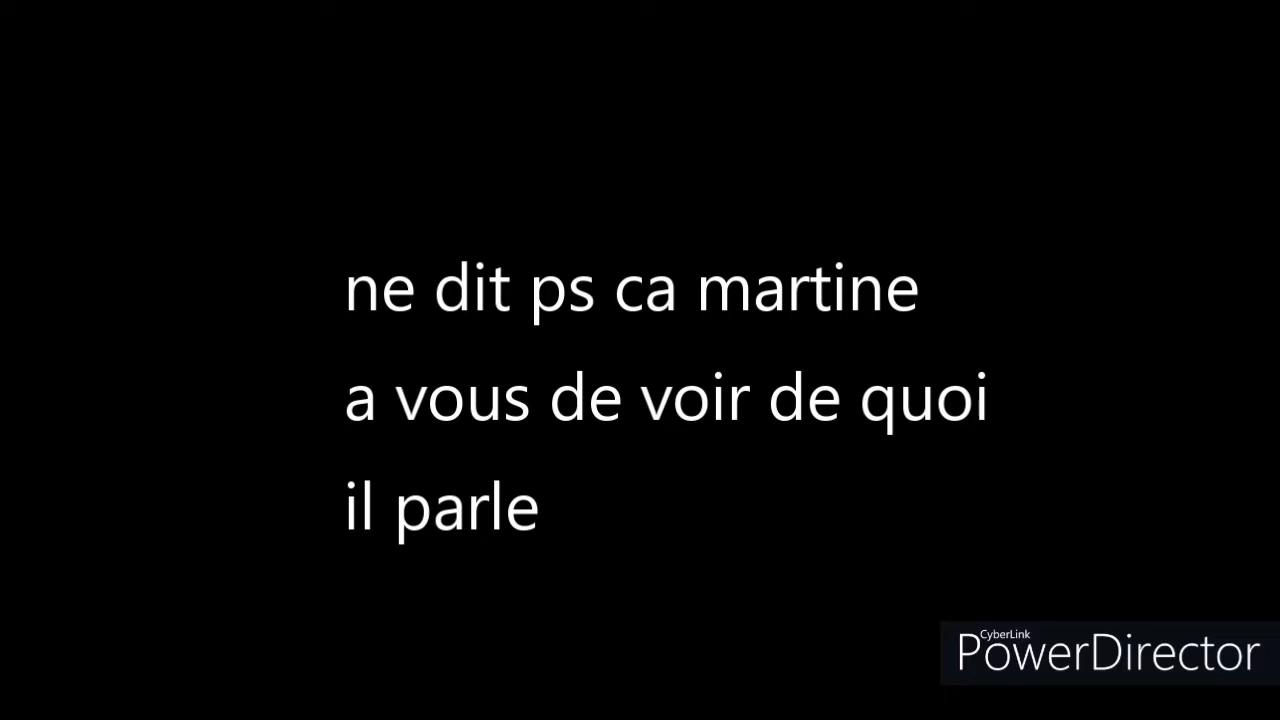 ne dit ps ca martine
a vous de voir de quoi
il parle
CyberLink
PowerDirector